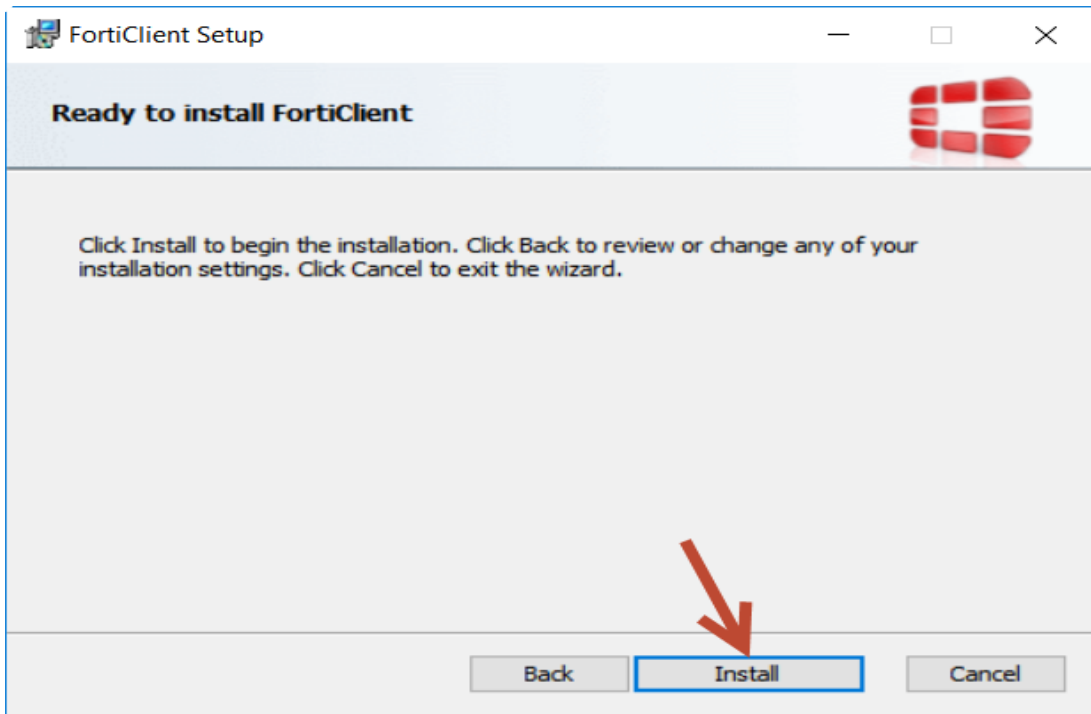 FortiClient Setup
Ready to install FortiClient
Click Install to begin the installation. Click Back to review or change any of your
installation settings. Click Cancel to exit the wizard.
Back
Install
Cancel